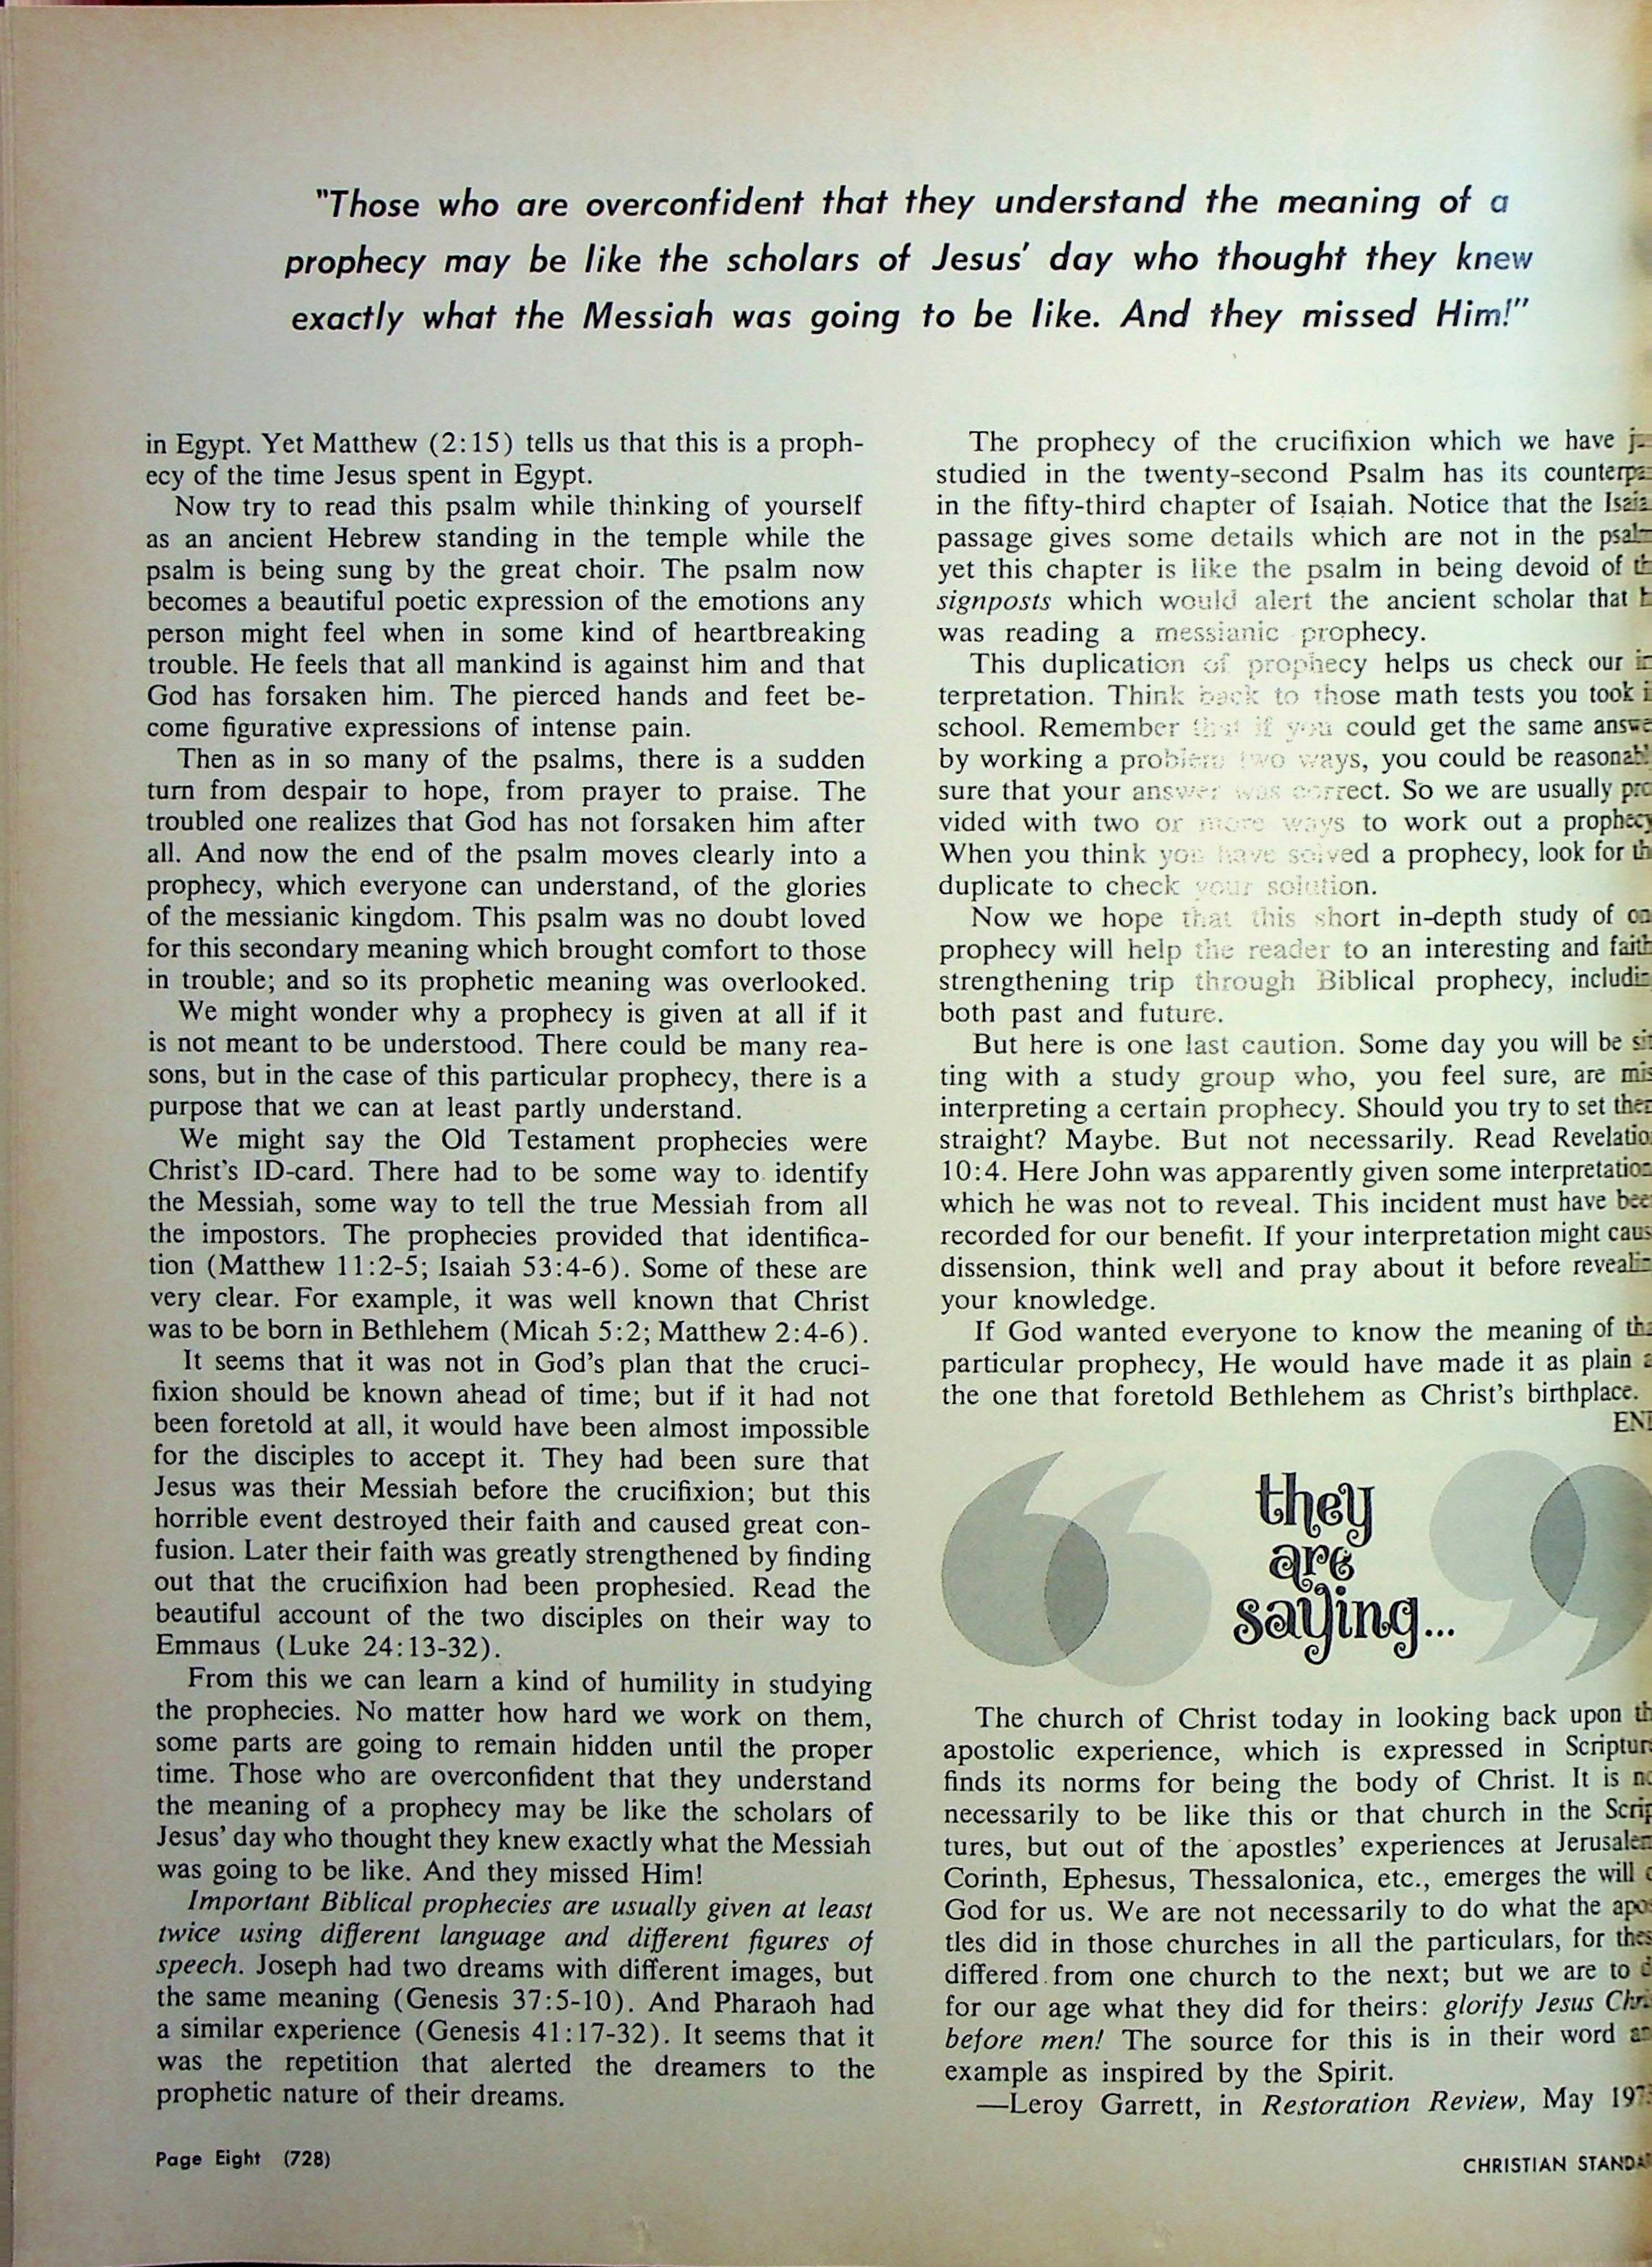 "Those who are overconfident that they understand the meaning of a
prophecy may be like the scholars of Jesus' day who thought they knew
exactly what the Messiah was going to be like. And they missed Him!"
in Egypt. Yet Matthew (2:15) tells us that this is a proph-
ecy of the time Jesus spent in Egypt.
Now try to read this psalm while thinking of yourself
as an ancient Hebrew standing in the temple while the
psalm is being sung by the great choir. The psalm now
becomes a beautiful poetic expression of the emotions any
person might feel when in some kind of heartbreaking
trouble. He feels that all mankind is against him and that
God has forsaken him. The pierced hands and feet be-
come figurative expressions of intense pain.
Then as in so many of the psalms, there is a sudden
turn from despair to hope, from prayer to praise. The
troubled one realizes that God has not forsaken him after
all. And now the end of the psalm moves clearly into a
prophecy, which everyone can understand, of the glories
of the messianic kingdom. This psalm was no doubt loved
for this secondary meaning which brought comfort to those
in trouble; and so its prophetic meaning was overlooked.
We might wonder why a prophecy is given at all if it
is not meant to be understood. There could be many rea-
sons, but in the case of this particular prophecy, there is a
purpose that we can at least partly understand.
We might say the Old Testament prophecies were
Christ's ID-card. There had to be some way to identify
the Messiah, some way to tell the true Messiah from all
the impostors. The prophecies provided that identifica-
tion (Matthew 11:2-5; Isaiah 53:4-6). Some of these are
very clear. For example, it was well known that Christ
was to be born in Bethlehem (Micah 5:2; Matthew 2:4-6).
It seems that it was not in God's plan that the cruci-
fixion should be known ahead of time; but if it had not
been foretold at all, it would have been almost impossible
for the disciples to accept it. They had been sure that
Jesus was their Messiah before the crucifixion; but this
horrible event destroyed their faith and caused great con-
fusion. Later their faith was greatly strengthened by finding
out that the crucifixion had been prophesied. Read the
beautiful account of the two disciples on their way to
Emmaus (Luke 24:13-32).
From this we can learn a kind of humility in studying
the prophecies. No matter how hard we work on them,
some parts are going to remain hidden until the proper
time. Those who are overconfident that they understand
the meaning of a prophecy may be like the scholars of
Jesus' day who thought they knew exactly what the Messiah
was going to be like. And they missed Him!
Important Biblical prophecies are usually given at least
twice using different language and different figures of
speech. Joseph had two dreams with different images, but
the same meaning (Genesis 37:5-10). And Pharaoh had
a similar experience (Genesis 41:17-32). It seems that it
was the repetition that alerted the dreamers to the
prophetic nature of their dreams.
The prophecy of the crucifixion which we have
studied in the twenty-second Psalm has its
in the fifty-third chapter of Isaiah. Notice that the
passage gives some details which are not in the
yet this chapter is like the psalm in being devoid of
signposts which would alert the ancient scholar that
was reading a messianic prophecy.
This duplication of prophecy helps us check our
terpretation. Think back to those math tests you took
school. Remember that if you could get the same
by working a problem two ways, you could be
sure that your answer was correct. So we are usually pro
vided with two or more ways to work out a prophecy
When you think you have solved a prophecy, look for
duplicate to check your solution.
Now we hope that this short in-depth study of
prophecy will help the reader to an interesting and faith
strengthening trip through Biblical prophecy,
both past and future.
But here is one last caution. Some day you will be sit
ting with a study group who, you feel sure, are mis
interpreting a certain prophecy. Should you try to set
straight? Maybe. But not necessarily. Read Revelatio
10:4. Here John was apparently given some interpretation
which he was not to reveal. This incident must have bee
recorded for our benefit. If your interpretation might caus
dissension, think well and pray about it before
your knowledge.
If God wanted everyone to know the meaning of
particular prophecy, He would have made it as plain
the one that foretold Bethlehem as Christ's birthplace.
EN
they
are
saying...
The church of Christ today in looking back upon th
apostolic experience, which is expressed in Scriptur
finds its norms for being the body of Christ. It is
necessarily to be like this or that church in the Scrip
tures, but out of the apostles' experiences at Jerusalem
Corinth, Ephesus, Thessalonica, etc., emerges the will
God for us. We are not necessarily to do what the apos
tles did in those churches in all the particulars, for thes
differed from one church to the next; but we are to
for our age what they did for theirs: glorify Jesus Chr
before men! The source for this is in their word
example as inspired by the Spirit.
—Leroy Garrett, in Restoration Review, May 197
Page Eight (728)
CHRISTIAN STANDA